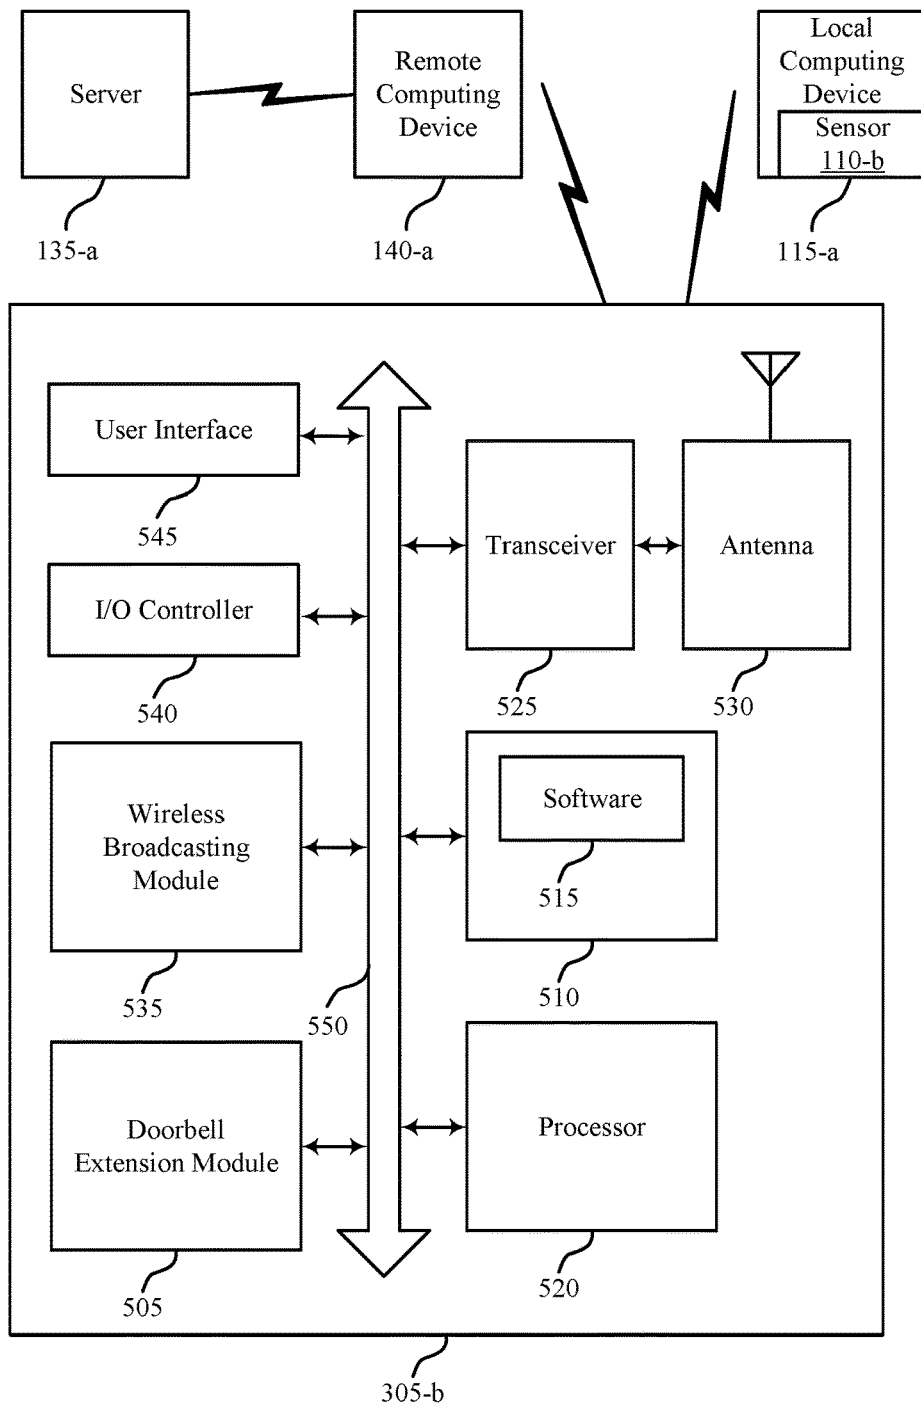 Server
135-a
Remote
Computing
Device
140-a
Local
Computing
Device
Sensor
110-b
115-a
User Interface
545
I/O Controller
540
Wireless
Broadcasting
Module
535
Doorbell
Extension Module
505
550
Transceiver
525
Antenna
530
Software
515
510
Processor
520
305-b